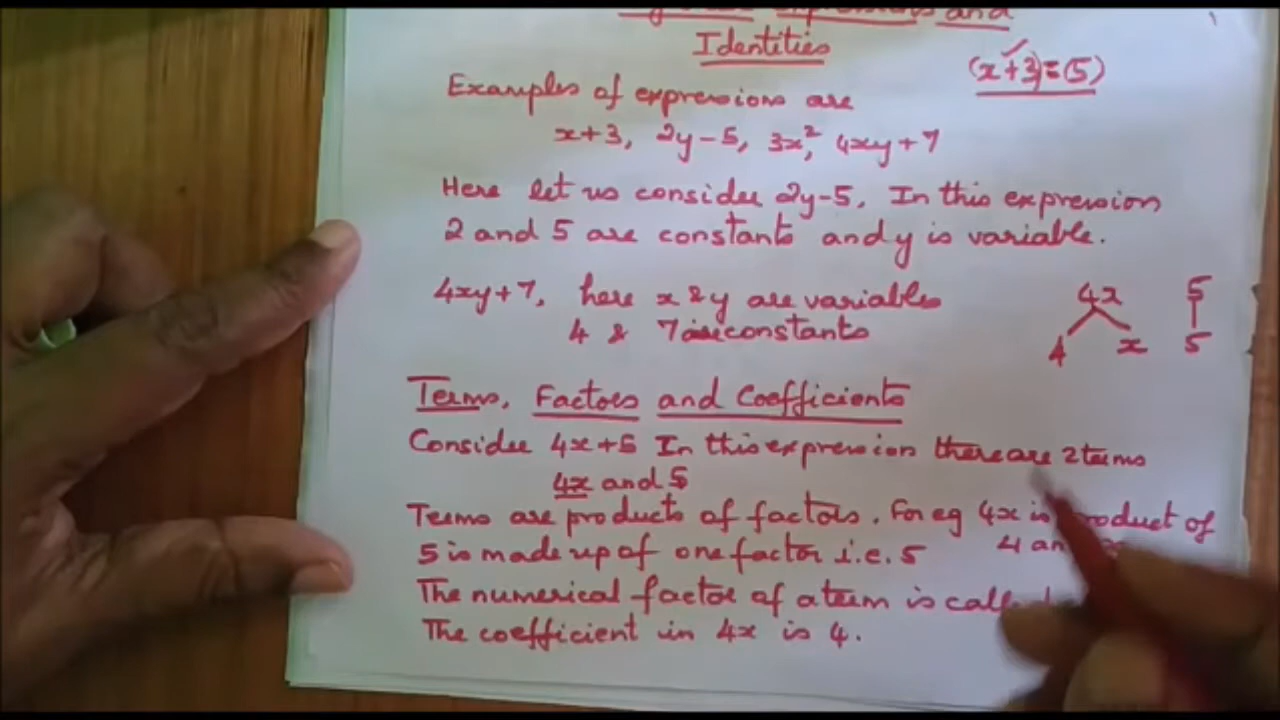 Expressions and
Identities
(x+3)=(5)
Examples of expressions are
x+3, 2y-5, 3x², 4xy+7
Here let us consider 2y-5. In this expression
2 and 5 are constants and y is variable.
4xy+7, here x & y are variables
4 & 7 are constants
4x 5
4 x 5
Terms, Factors and Coefficients
Consider 4x+5 In this expression there are 2 terms
4x and 5
Terms are products of factors. For eg 4x is product of
4 and
5 is made up of one factor i.e. 5
The numerical factor of a term is called
The coefficient in 4x is 4.